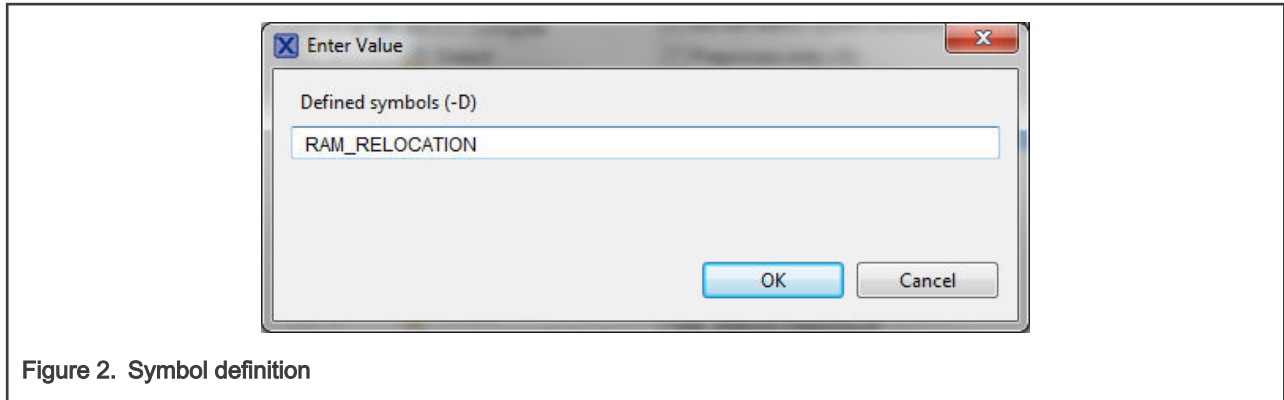 Enter Value
Defined symbols (-D)
RAM_RELOCATION
OK Cancel
Figure 2. Symbol definition